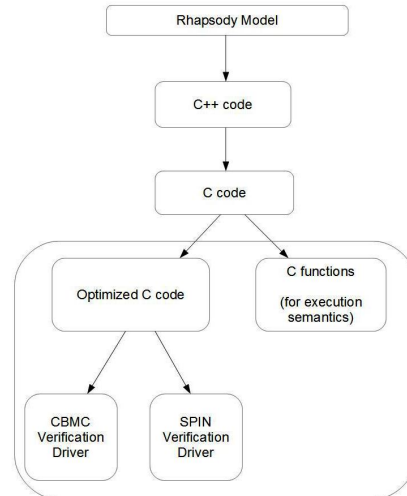 Rhapsody Model
C++ code
C code
Optimized C code
C functions
(for execution
semantics)
CBMC
Verification
Driver
SPIN
Verification
Driver